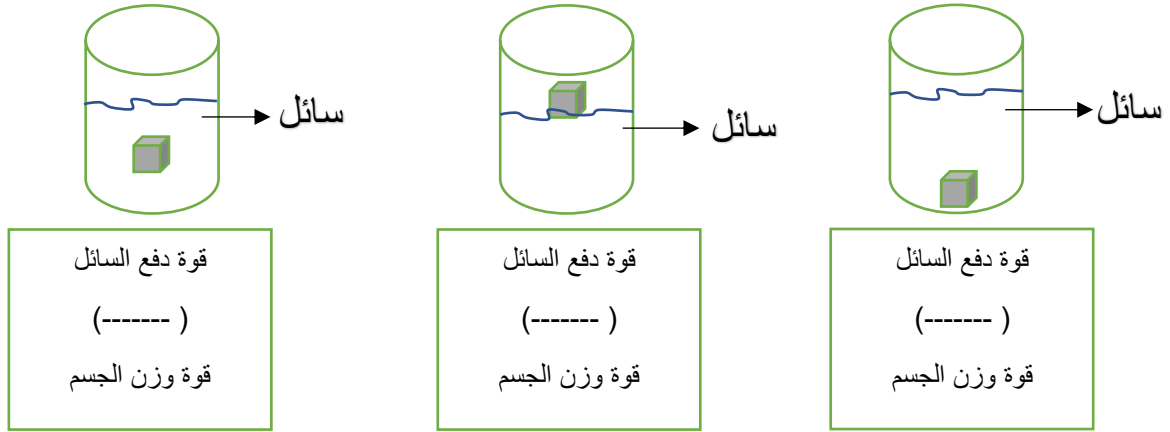 سائل
سائل
سائل
قوة دفع السائل
(------- )
قوة وزن الجسم
قوة دفع السائل
(------- )
قوة وزن الجسم
قوة دفع السائل
(------- )
قوة وزن الجسم